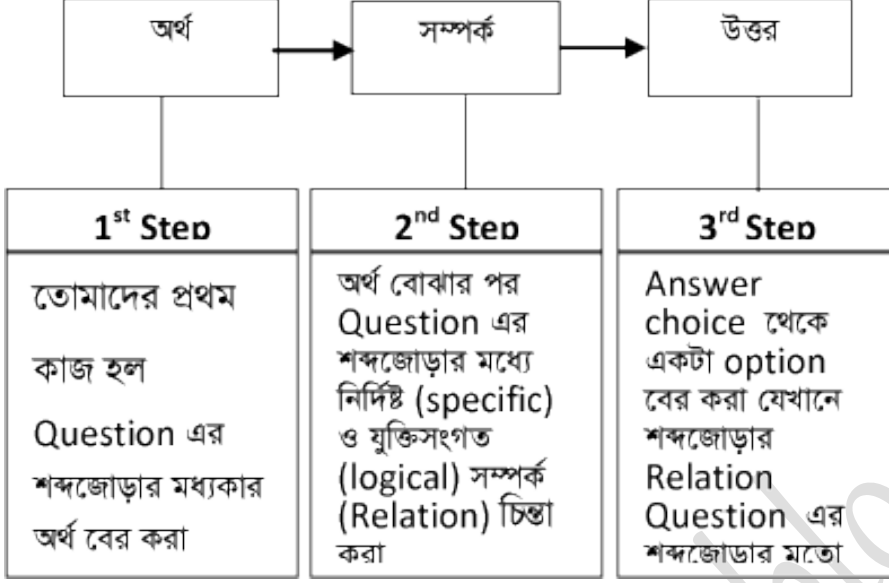 অর্থ
সম্পর্ক
উত্তর
1st Step
তোমাদের প্রথম
কাজ হল
Question এর
শব্দজোড়ার মধ্যকার
অর্থ বের করা
2nd Step
অর্থ বোঝার পর
Question এর
শব্দজোড়ার মধ্যে
নির্দিষ্ট (specific)
ও যুক্তিসংগত
(logical) সম্পর্ক
(Relation) চিন্তা
করা
3rd Step
Answer
choice থেকে
একটা option
বের করা যেখানে
শব্দজোড়ার
Relation
Question এর
শব্দজোড়ার মতো